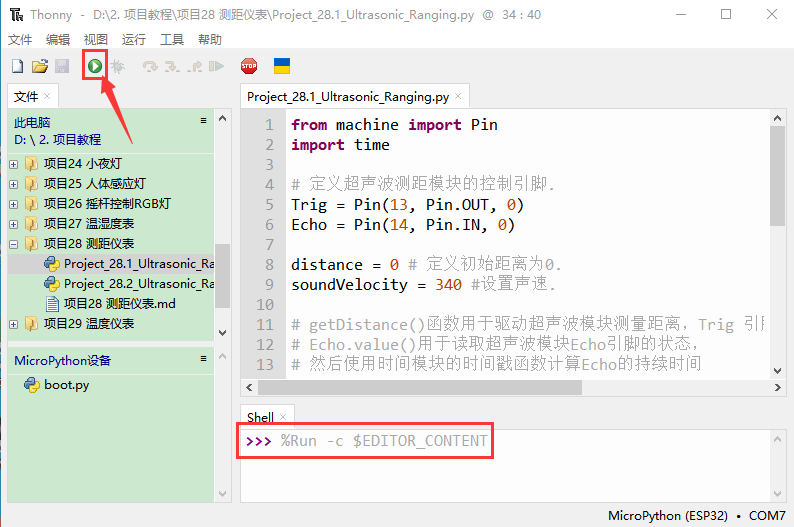 Thonny - D:\2. 项目教程\项目28 测距仪表\Project_28.1_Ultrasonic_Ranging.py @ 34 : 40
文件 编辑 视图 运行 工具 帮助
STOP
文件 ×
此电脑
D: \ 2. 项目教程
项目24 小夜灯
项目25 人体感应灯
项目26 摇杆控制RGB灯
项目27 温湿度表
项目28 测距仪表
Project_28.1_Ultrasonic_Ra
Project_28.2_Ultrasonic_Ra
项目28 测距仪表.md
项目29 温度仪表
MicroPython设备
boot.py
Project_28.1_Ultrasonic_Ranging.py ×
1 from machine import Pin
2 import time
3
4 # 定义超声波测距模块的控制引脚.
5 Trig = Pin(13, Pin.OUT, 0)
6 Echo = Pin(14, Pin.IN, 0)
7
8 distance = 0 # 定义初始距离为0.
9 soundVelocity = 340 #设置声速.
10
11 # getDistance()函数用于驱动超声波模块测量距离, Trig 引
12 # Echo.value()用于读取超声波模块Echo引脚的状态,
13 # 然后使用时间模块的时间戳函数计算Echo的持续时间
Shell ×
>>> %Run -c $EDITOR_CONTENT
MicroPython (ESP32) • COM7